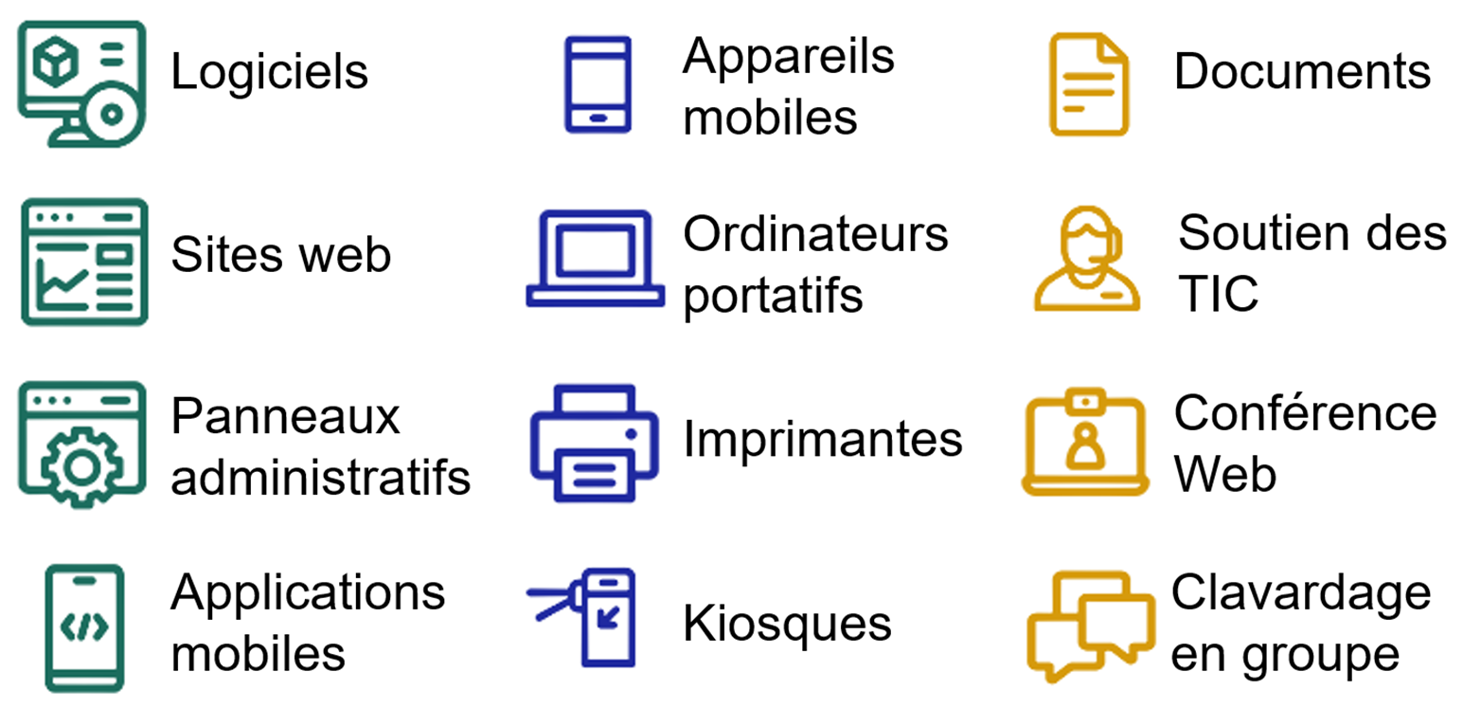 Logiciels
Appareils
mobiles
Documents
Sites web
Ordinateurs
portatifs
Soutien des
TIC
Panneaux
administratifs
Imprimantes
Conférence
Web
Applications
mobiles
Kiosques
Clavardage
en groupe